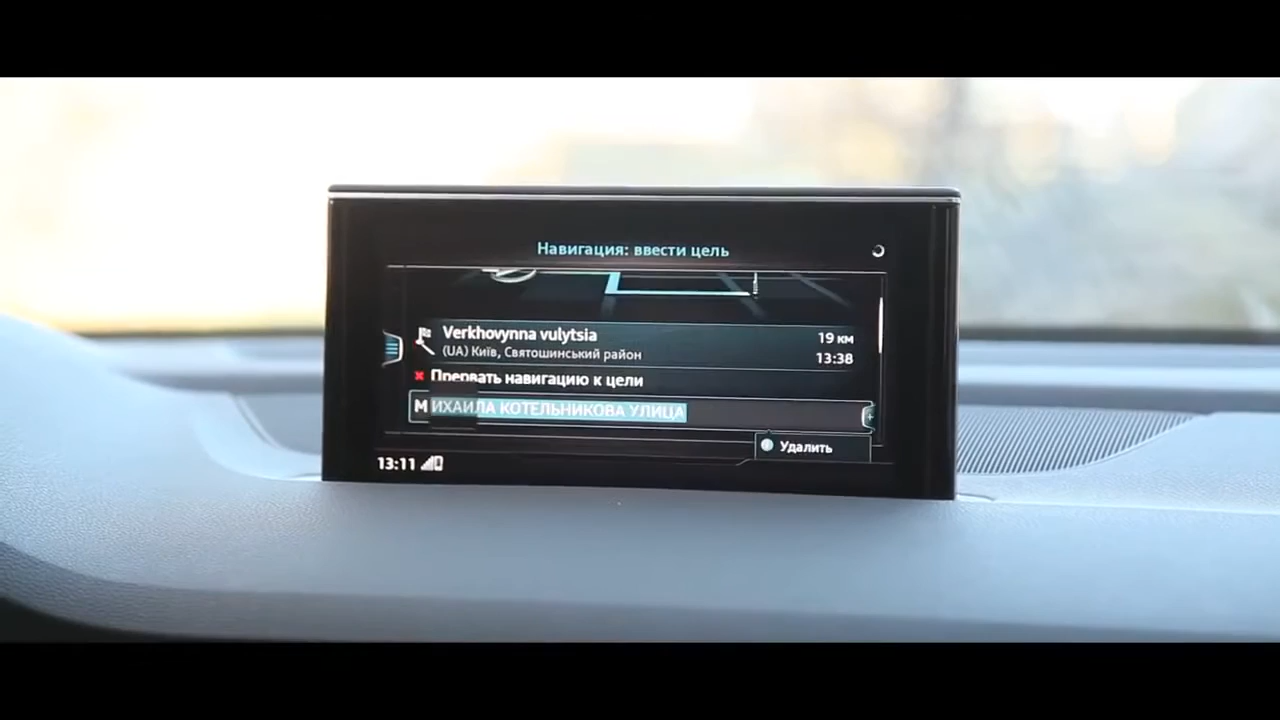 Навигация: ввести цель
Verkhovynna vulytsia
19 км
(UA) Київ, Святошинський район
13:38
Прервать навигацию к цели
МИХАИЛА КОТЕЛЬНИКОВА УЛИЦА
Удалить
13:11